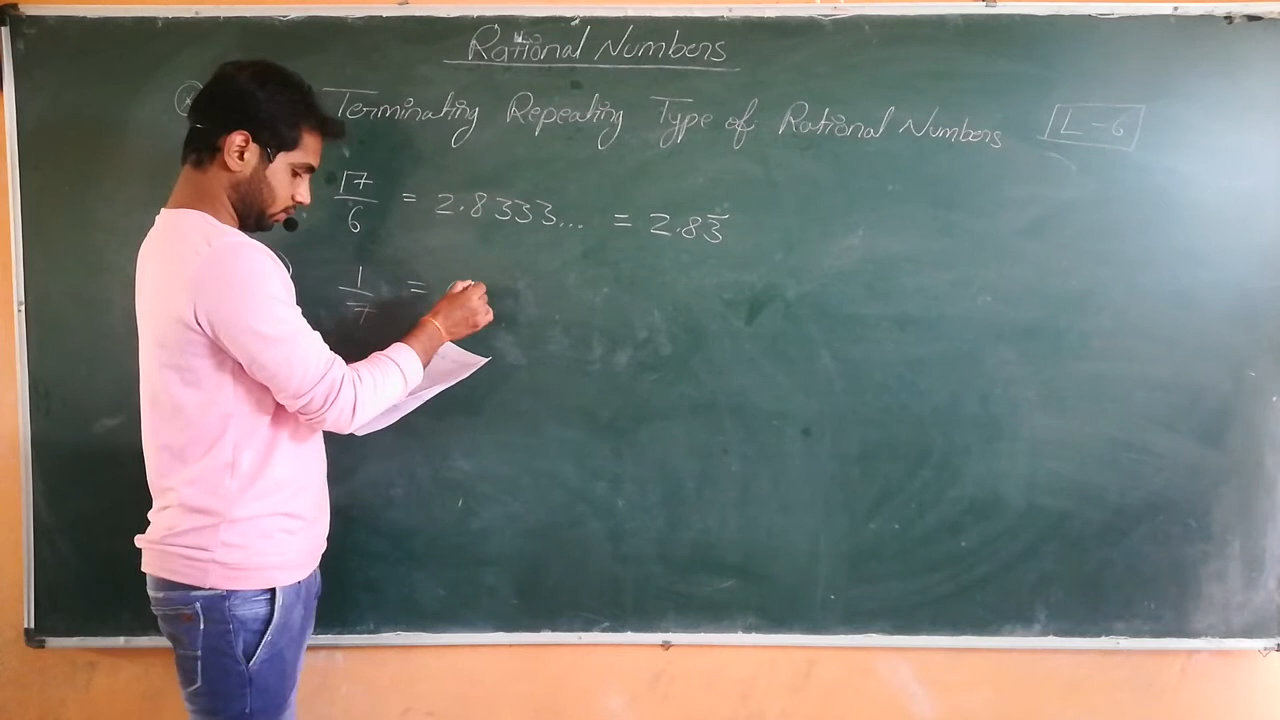 Rational Numbers
Terminating Repeating Type of Rational Numbers L-6
17/6 = 2.8333... = 2.83̅
1/7 =